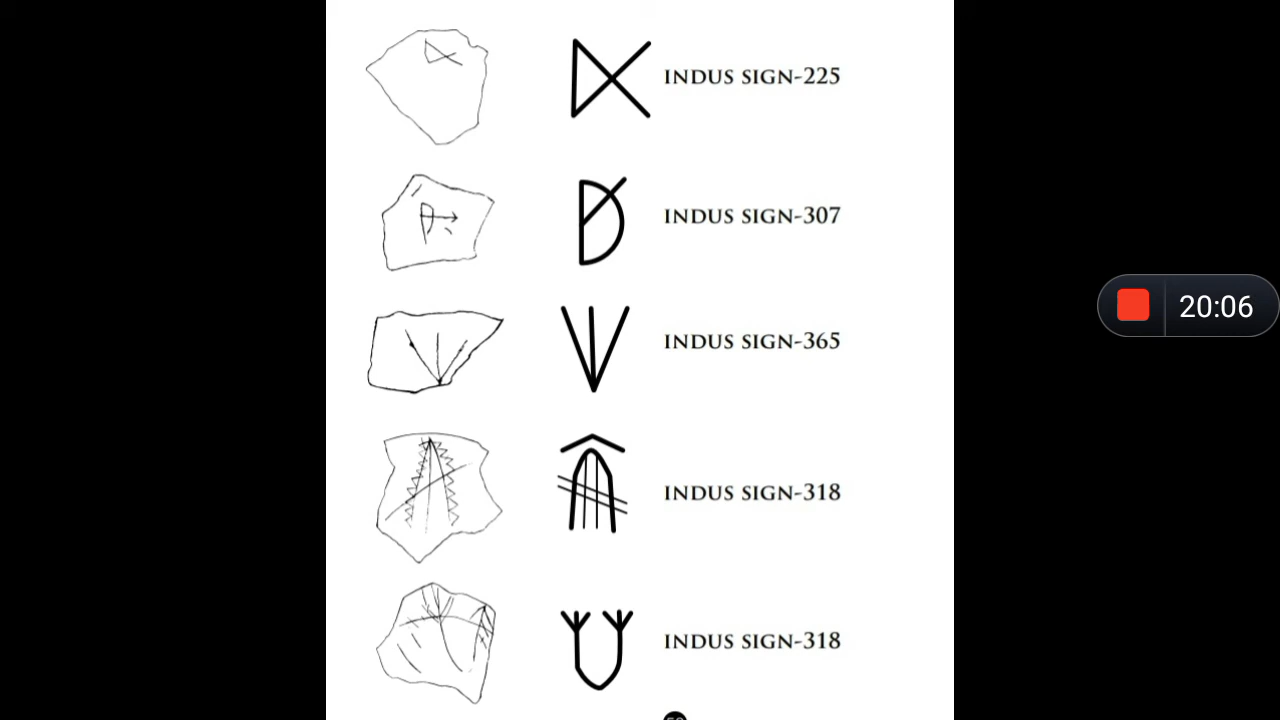 INDUS SIGN-225
INDUS SIGN-307
20:06
INDUS SIGN-365
INDUS SIGN-318
INDUS SIGN-318